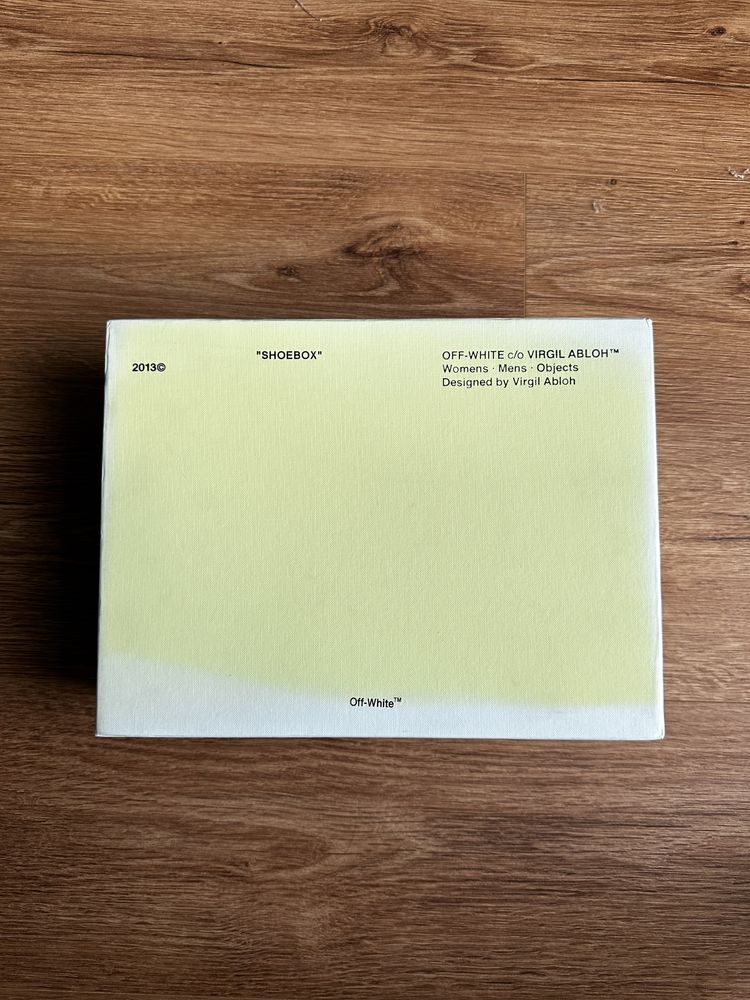 2013©
"SHOEBOX"
OFF-WHITE c/o VIRGIL ABLOH™
Womens · Mens · Objects
Designed by Virgil Abloh
Off-White™